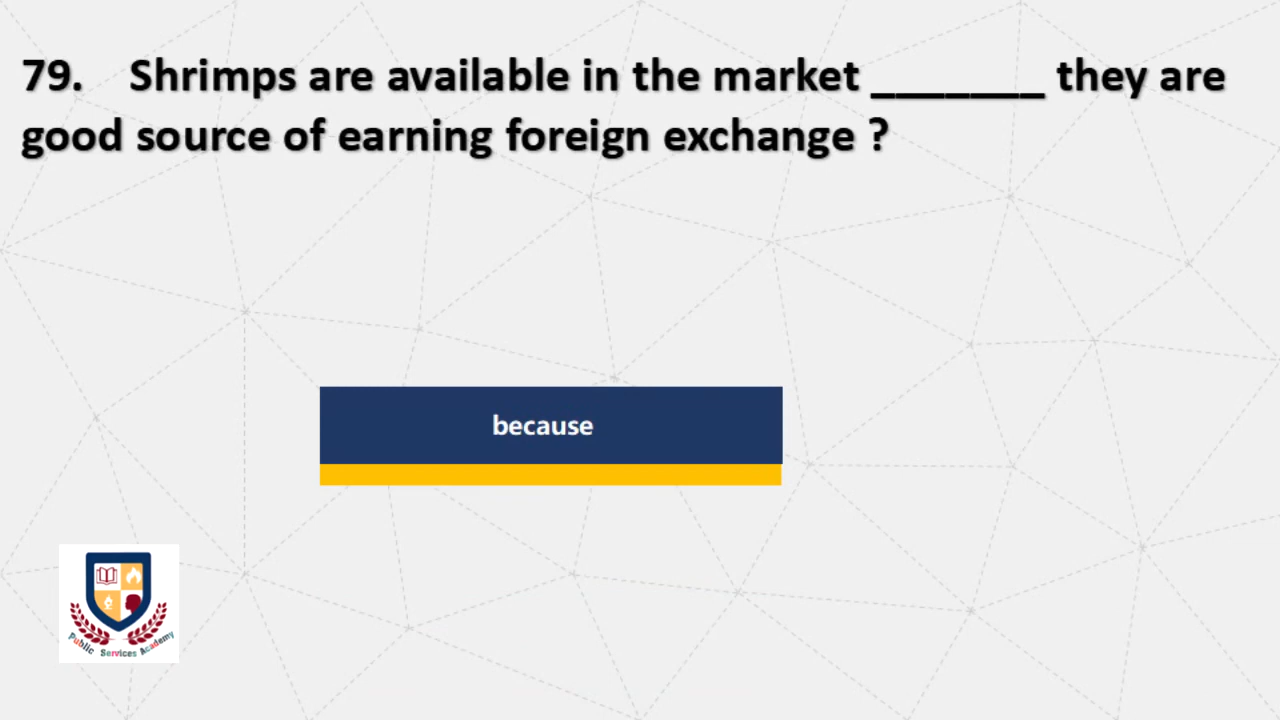 79. Shrimps are available in the market _______ they are
good source of earning foreign exchange ?
because
Public Services Academy